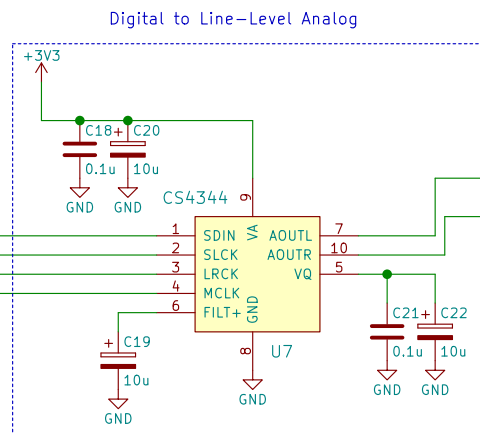 Digital to Line-Level Analog
+3V3
C18
0.1u
GND
+ C20
10u
GND
CS4344
9
VA
1 SDIN
2 SLCK
3 LRCK
4 MCLK
6 FILT+
AOUTL 7
AOUTR 10
VQ 5
GND
8
U7
GND
+ C19
10u
GND
C21
0.1u
GND
+ C22
10u
GND